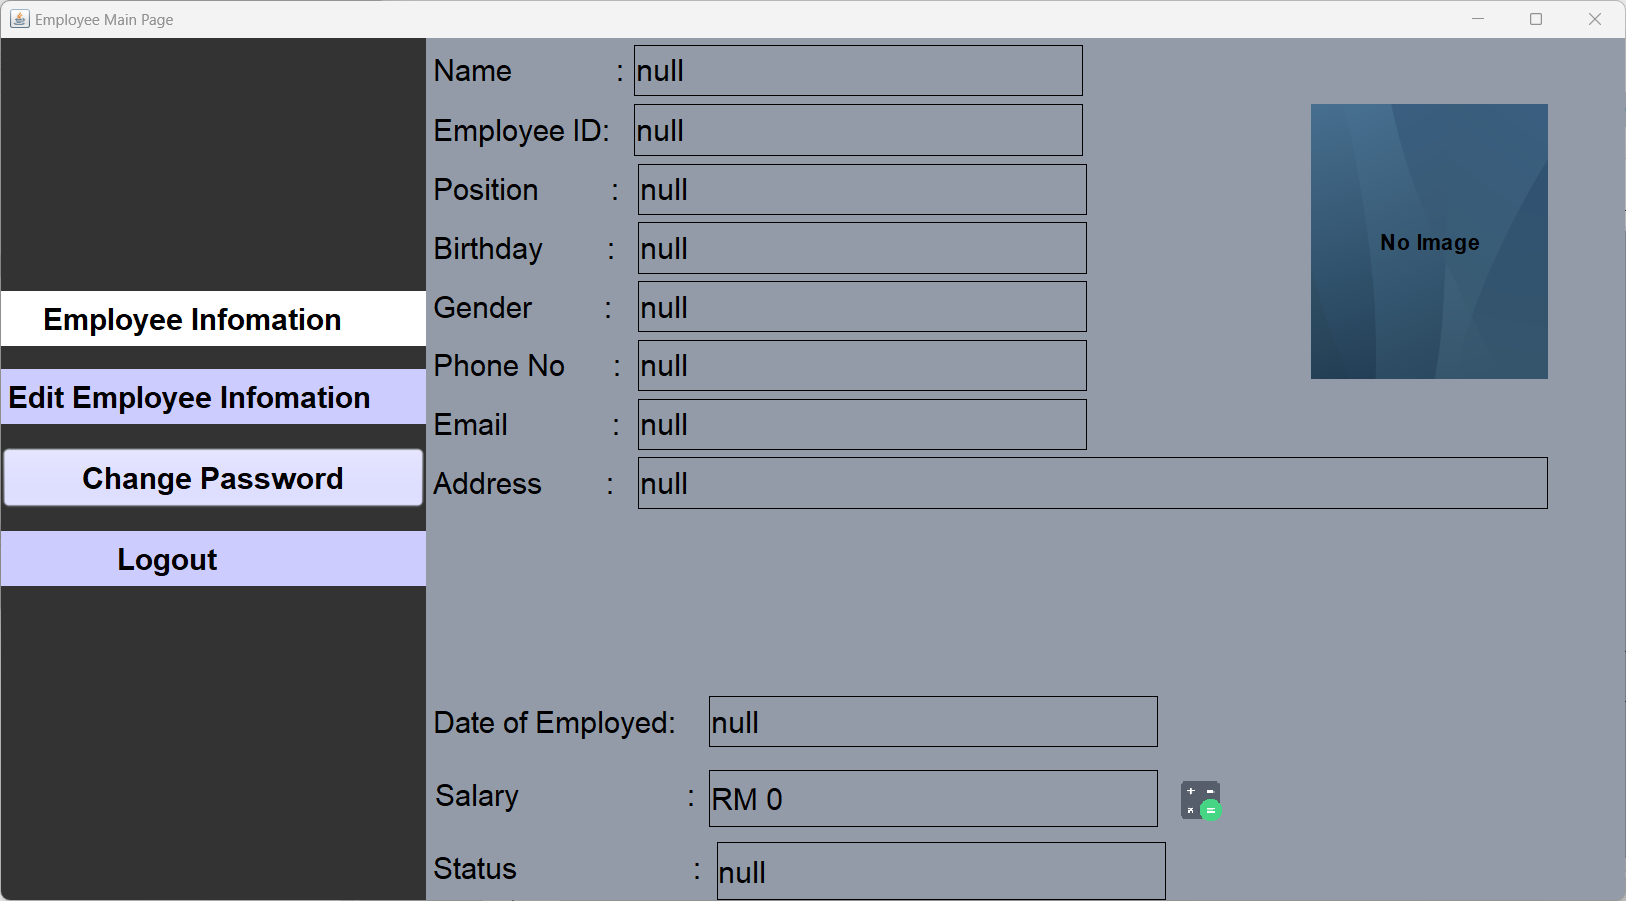 Employee Main Page
Name : null
Employee ID: null
Position : null
Birthday : null
No Image
Gender : null
Employee Infomation
Phone No : null
Edit Employee Infomation
Email : null
Change Password
Address : null
Logout
Date of Employed: null
Salary : RM 0
Status : null